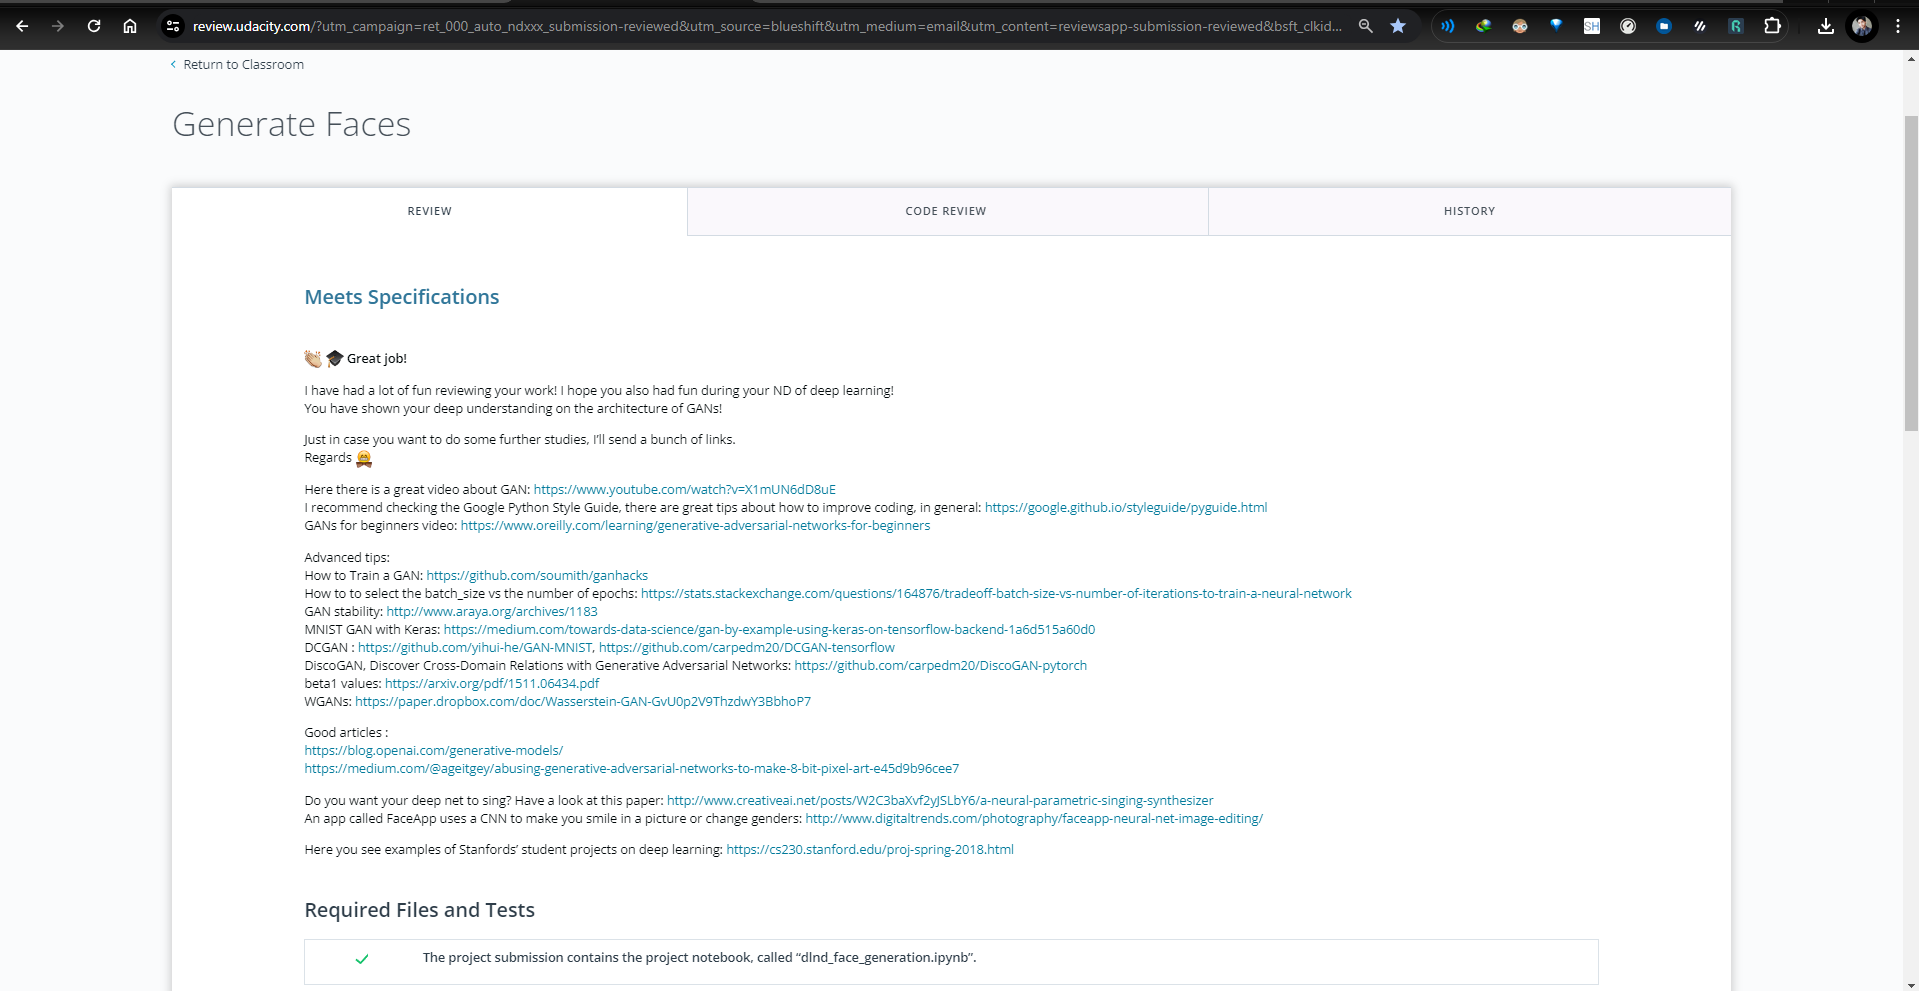 review.udacity.com/?utm_campaign=ret_000_auto_ndxxx_submission-reviewed&utm_source=blueshift&utm_medium=email&utm_content=reviewsapp-submission-reviewed&bsft_clkid...
SH
Return to Classroom
Generate Faces
REVIEW
CODE REVIEW
HISTORY
Meets Specifications
Great job!
I have had a lot of fun reviewing your work! I hope you also had fun during your ND of deep learning!
You have shown your deep understanding on the architecture of GANs!
Just in case you want to do some further studies, I'll send a bunch of links.
Regards
Here there is a great video about GAN: https://www.youtube.com/watch?v=X1mUN6dD8uE
I recommend checking the Google Python Style Guide, there are great tips about how to improve coding, in general: https://google.github.io/styleguide/pyguide.html
GANs for beginners video: https://www.oreilly.com/learning/generative-adversarial-networks-for-beginners
Advanced tips:
How to Train a GAN: https://github.com/soumith/ganhacks
How to to select the batch_size vs the number of epochs: https://stats.stackexchange.com/questions/164876/tradeoff-batch-size-vs-number-of-iterations-to-train-a-neural-network
GAN stability: http://www.araya.org/archives/1183
MNIST GAN with Keras: https://medium.com/towards-data-science/gan-by-example-using-keras-on-tensorflow-backend-1a6d515a60d0
DCGAN : https://github.com/yihui-he/GAN-MNIST, https://github.com/carpedm20/DCGAN-tensorflow
DiscoGAN, Discover Cross-Domain Relations with Generative Adversarial Networks: https://github.com/carpedm20/DiscoGAN-pytorch
beta1 values: https://arxiv.org/pdf/1511.06434.pdf
WGANs: https://paper.dropbox.com/doc/Wasserstein-GAN-GvU0p2V9ThzdwY3BbhoP7
Good articles :
https://blog.openai.com/generative-models/
https://medium.com/@ageitgey/abusing-generative-adversarial-networks-to-make-8-bit-pixel-art-e45d9b96cee7
Do you want your deep net to sing? Have a look at this paper: http://www.creativeai.net/posts/W2C3baXvf2yJSLbY6/a-neural-parametric-singing-synthesizer
An app called FaceApp uses a CNN to make you smile in a picture or change genders: http://www.digitaltrends.com/photography/faceapp-neural-net-image-editing/
Here you see examples of Stanfords’ student projects on deep learning: https://cs230.stanford.edu/proj-spring-2018.html
Required Files and Tests
The project submission contains the project notebook, called “dlnd_face_generation.ipynb”.